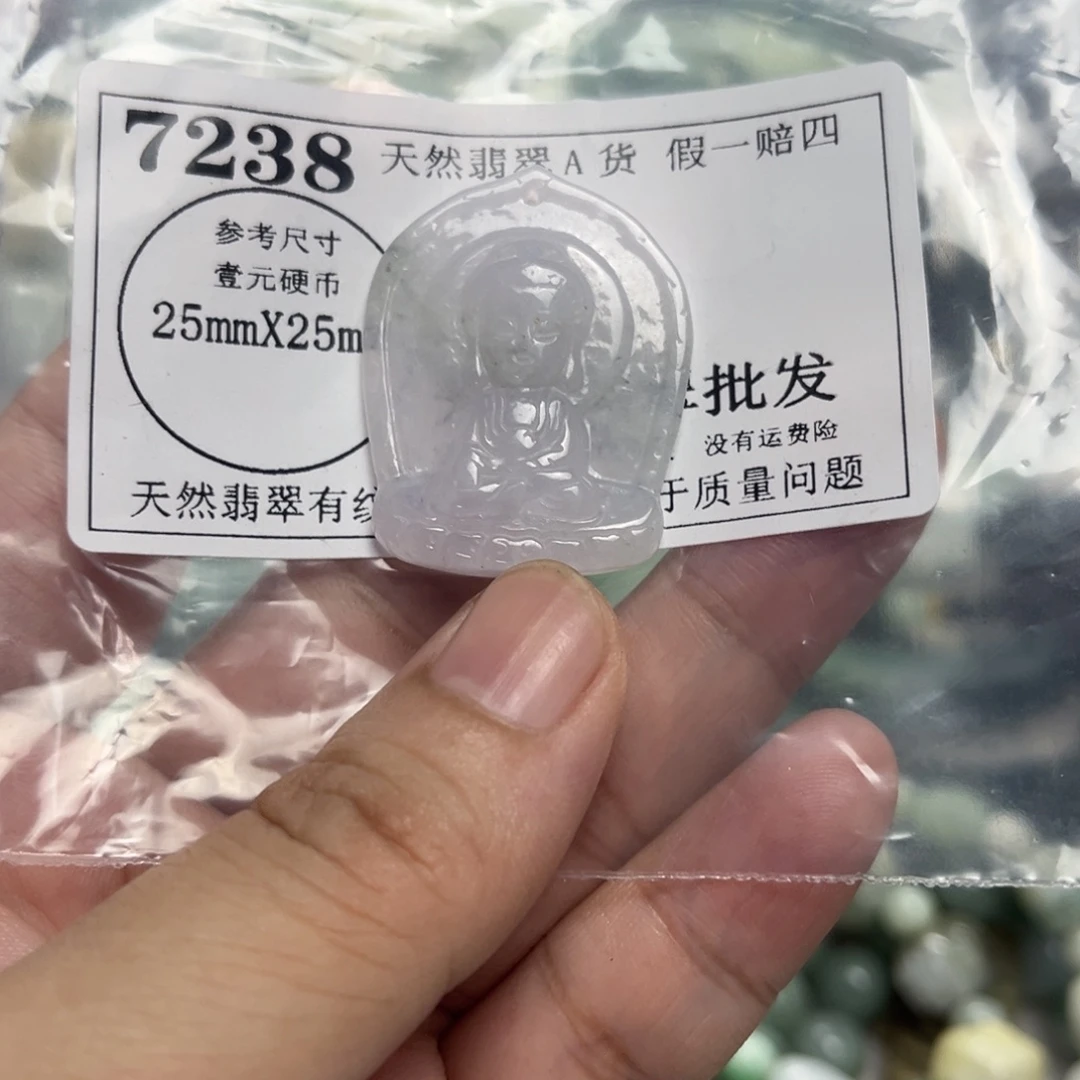 7238 天然翡翠A货 假一赔四
参考尺寸
壹元硬币
25mmX25m
批发
没有运费险
天然翡翠有 于质量问题